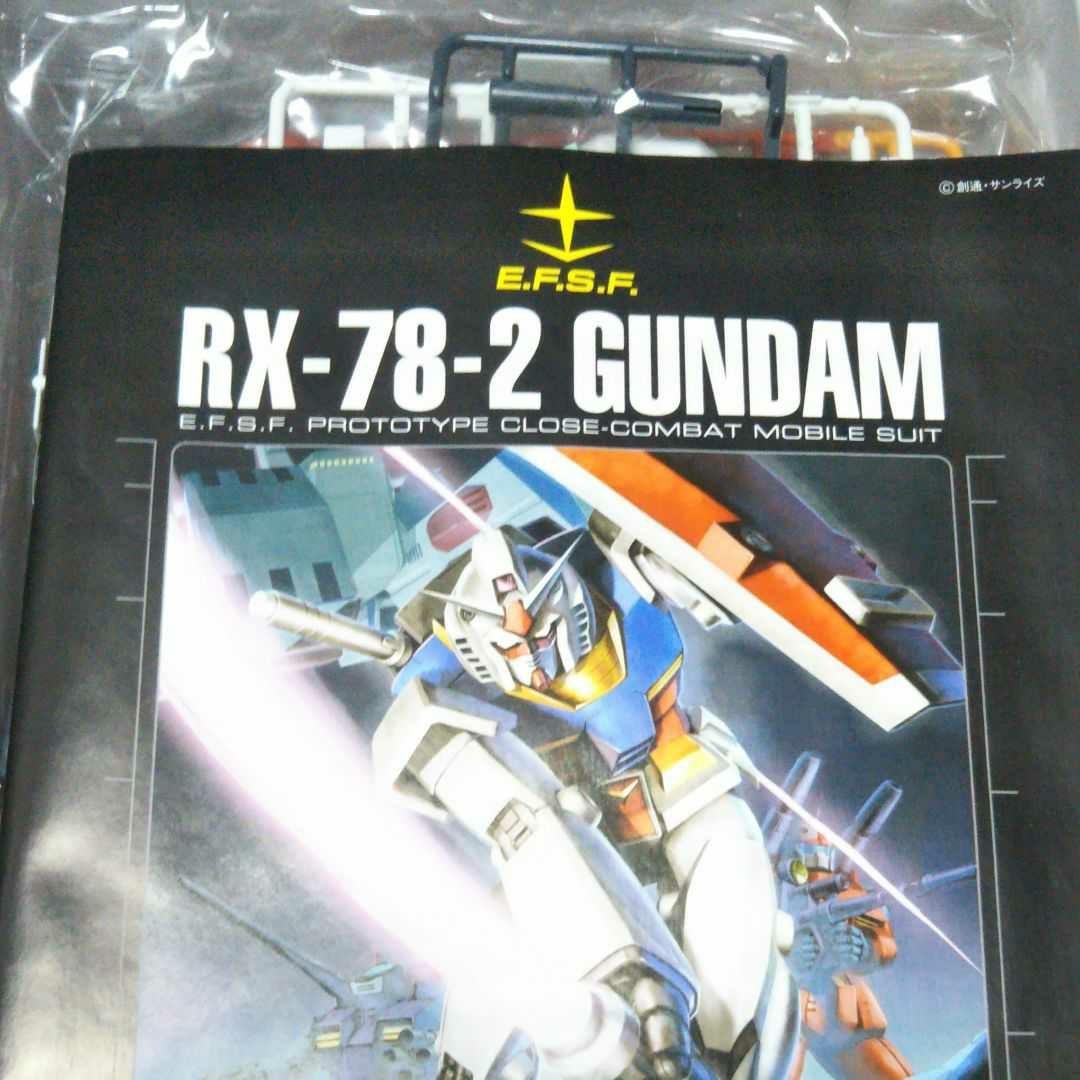 ©創通・サンライズ
E.F.S.F.
RX-78-2 GUNDAM
E.F.S.F. PROTOTYPE CLOSE-COMBAT MOBILE SUIT